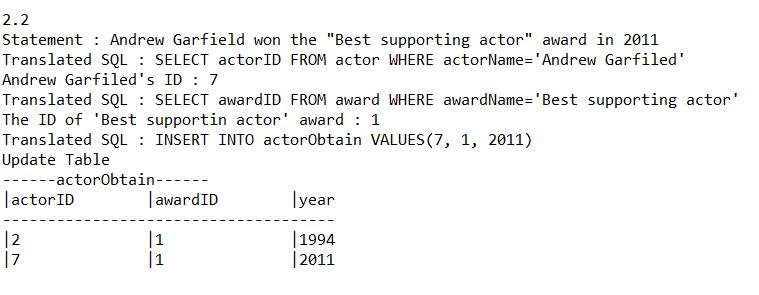 2.2
Statement : Andrew Garfield won the "Best supporting actor" award in 2011
Translated SQL : SELECT actorID FROM actor WHERE actorName='Andrew Garfiled'
Andrew Garfiled's ID : 7
Translated SQL : SELECT awardID FROM award WHERE awardName='Best supporting actor'
The ID of 'Best supportin actor' award : 1
Translated SQL : INSERT INTO actorObtain VALUES(7, 1, 2011)
Update Table
------actorObtain------
|actorID        |awardID        |year
-------------------------------------
|2              |1              |1994
|7              |1              |2011